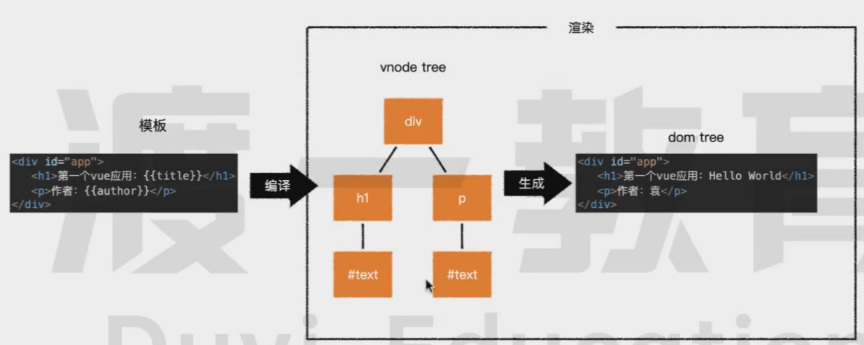 渲染
vnode tree
模板
div
dom tree
<div id="app">
<h1>第一个vue应用：{{title}}</h1>
<p>作者：{{author}}</p>
</div>
编译
h1
p
#text
#text
生成
<div id="app">
<h1>第一个vue应用：Hello World</h1>
<p>作者：袁</p>
</div>
渡一教育
Duyi Education